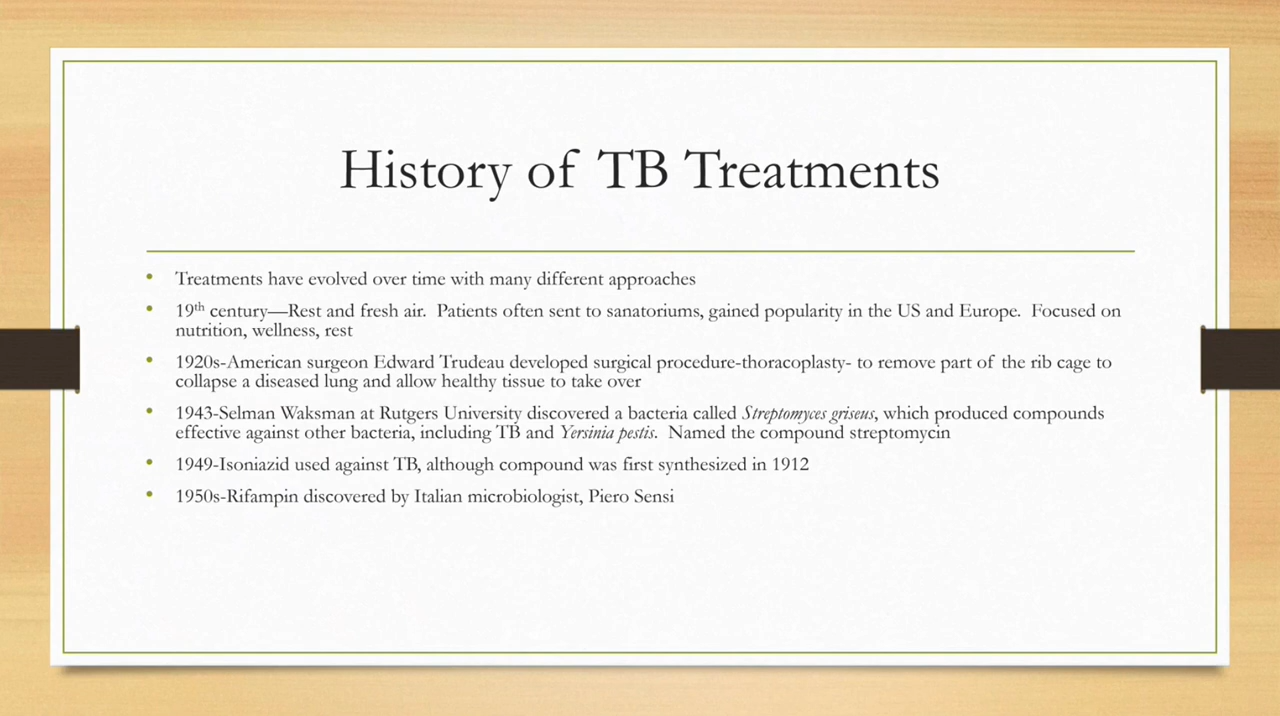 History of TB Treatments
• Treatments have evolved over time with many different approaches
• 19th century—Rest and fresh air.  Patients often sent to sanatoriums, gained popularity in the US and Europe.  Focused on
nutrition, wellness, rest
• 1920s-American surgeon Edward Trudeau developed surgical procedure-thoracoplasty- to remove part of the rib cage to
collapse a diseased lung and allow healthy tissue to take over
• 1943-Selman Waksman at Rutgers University discovered a bacteria called Streptomyces griseus, which produced compounds
effective against other bacteria, including TB and Yersinia pestis.  Named the compound streptomycin
• 1949-Isoniazid used against TB, although compound was first synthesized in 1912
• 1950s-Rifampin discovered by Italian microbiologist, Piero Sensi